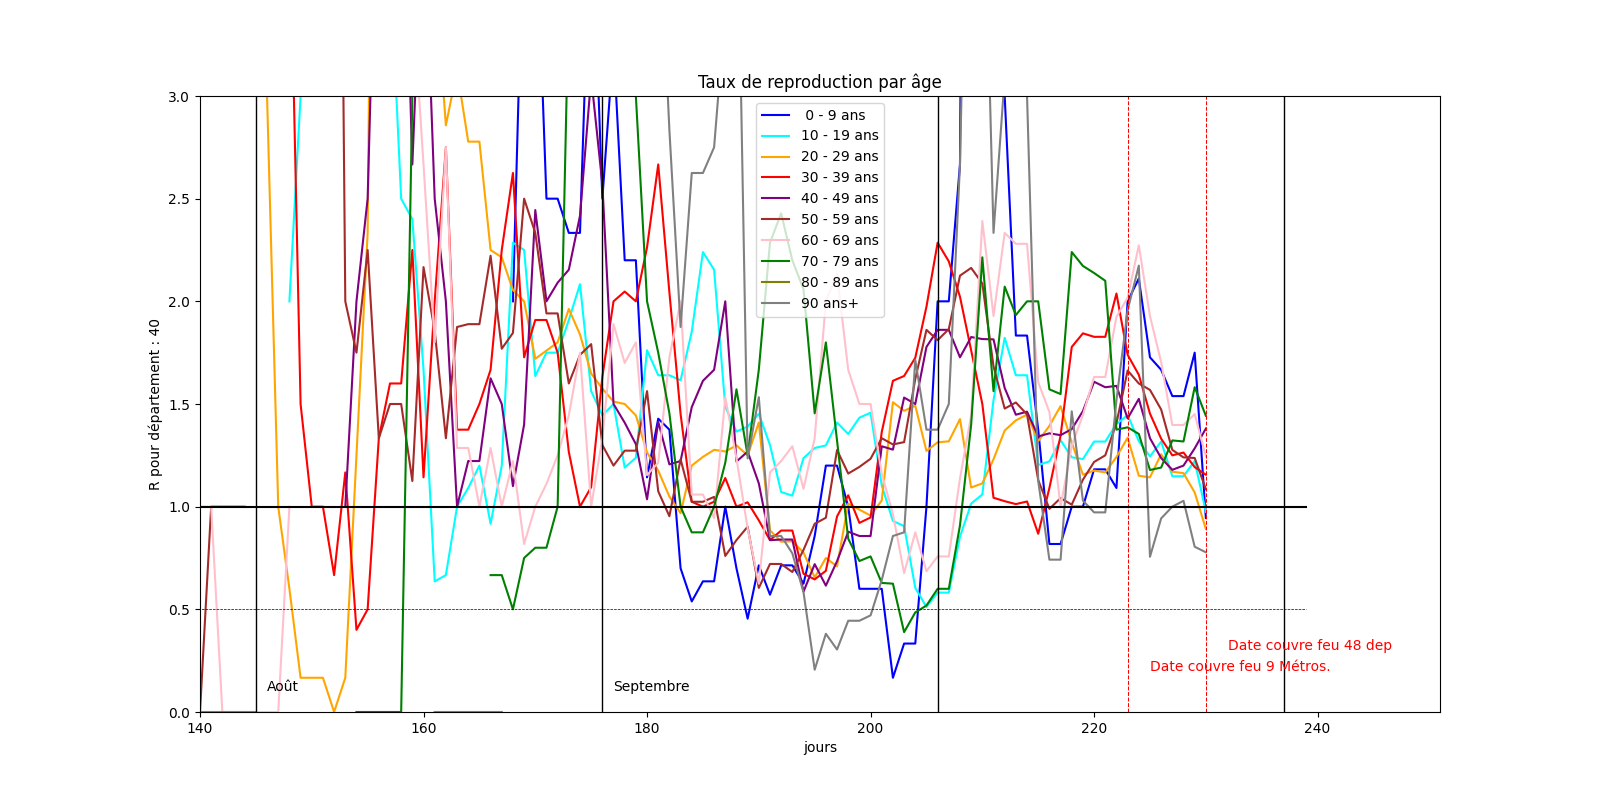 Taux de reproduction par âge
R pour département : 40
3.0
2.5
2.0
1.5
1.0
0.5
0.0
0 - 9 ans
10 - 19 ans
20 - 29 ans
30 - 39 ans
40 - 49 ans
50 - 59 ans
60 - 69 ans
70 - 79 ans
80 - 89 ans
90 ans+
Date couvre feu 48 dep
Date couvre feu 9 Métros.
Août
Septembre
140
160
180
200
220
240
jours